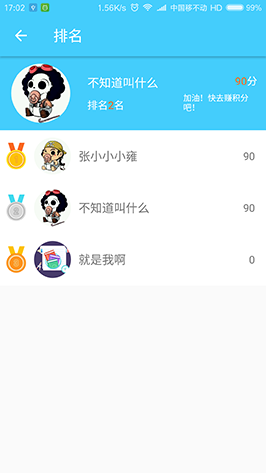 17:02
1.56K/s
中国移不动 HD
99%
排名
不知道叫什么
90分
排名2名
加油！快去赚积分吧！
张小小小雍
90
不知道叫什么
90
就是我啊
0